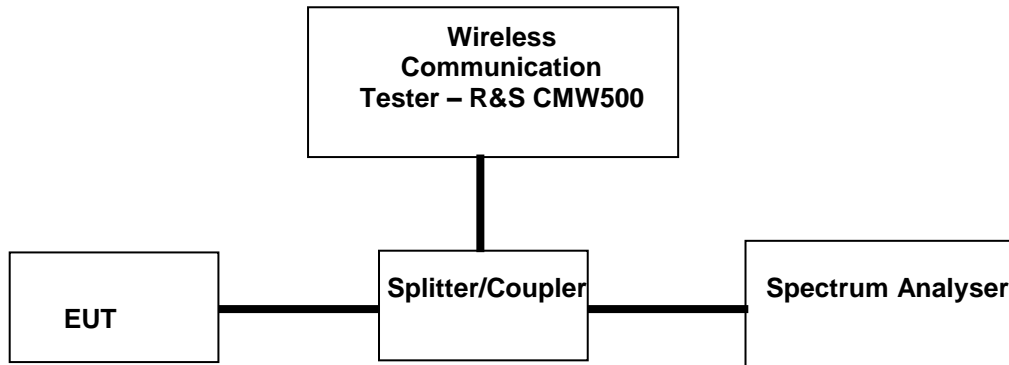 Wireless
Communication
Tester – R&S CMW500
Splitter/Coupler
Spectrum Analyser
EUT